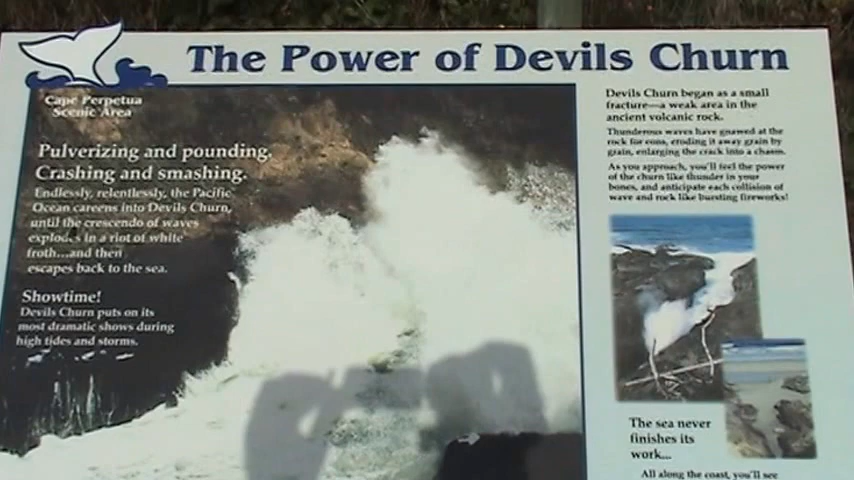 The Power of Devils Churn
Cape Perpetua
Scenic Area
Pulverizing and pounding.
Crashing and smashing.
Endlessly, relentlessly, the Pacific
Ocean careens into Devils Churn,
until the crescendo of waves
explodes in a riot of white
froth...and then
escapes back to the sea.
Showtime!
Devils Churn puts on its
most dramatic shows during
high tides and storms.
Devils Churn began as a small
fracture—a weak area in the
ancient volcanic rock.
Thunderous waves have gnawed at the
rock for eons, eroding it away grain by
grain, enlarging the crack into a chasm.
As you approach, you'll feel the power
of the churn like thunder in your
bones, and anticipate each collision of
wave and rock like bursting fireworks!
The sea never
finishes its
work...
All along the coast, you'll see